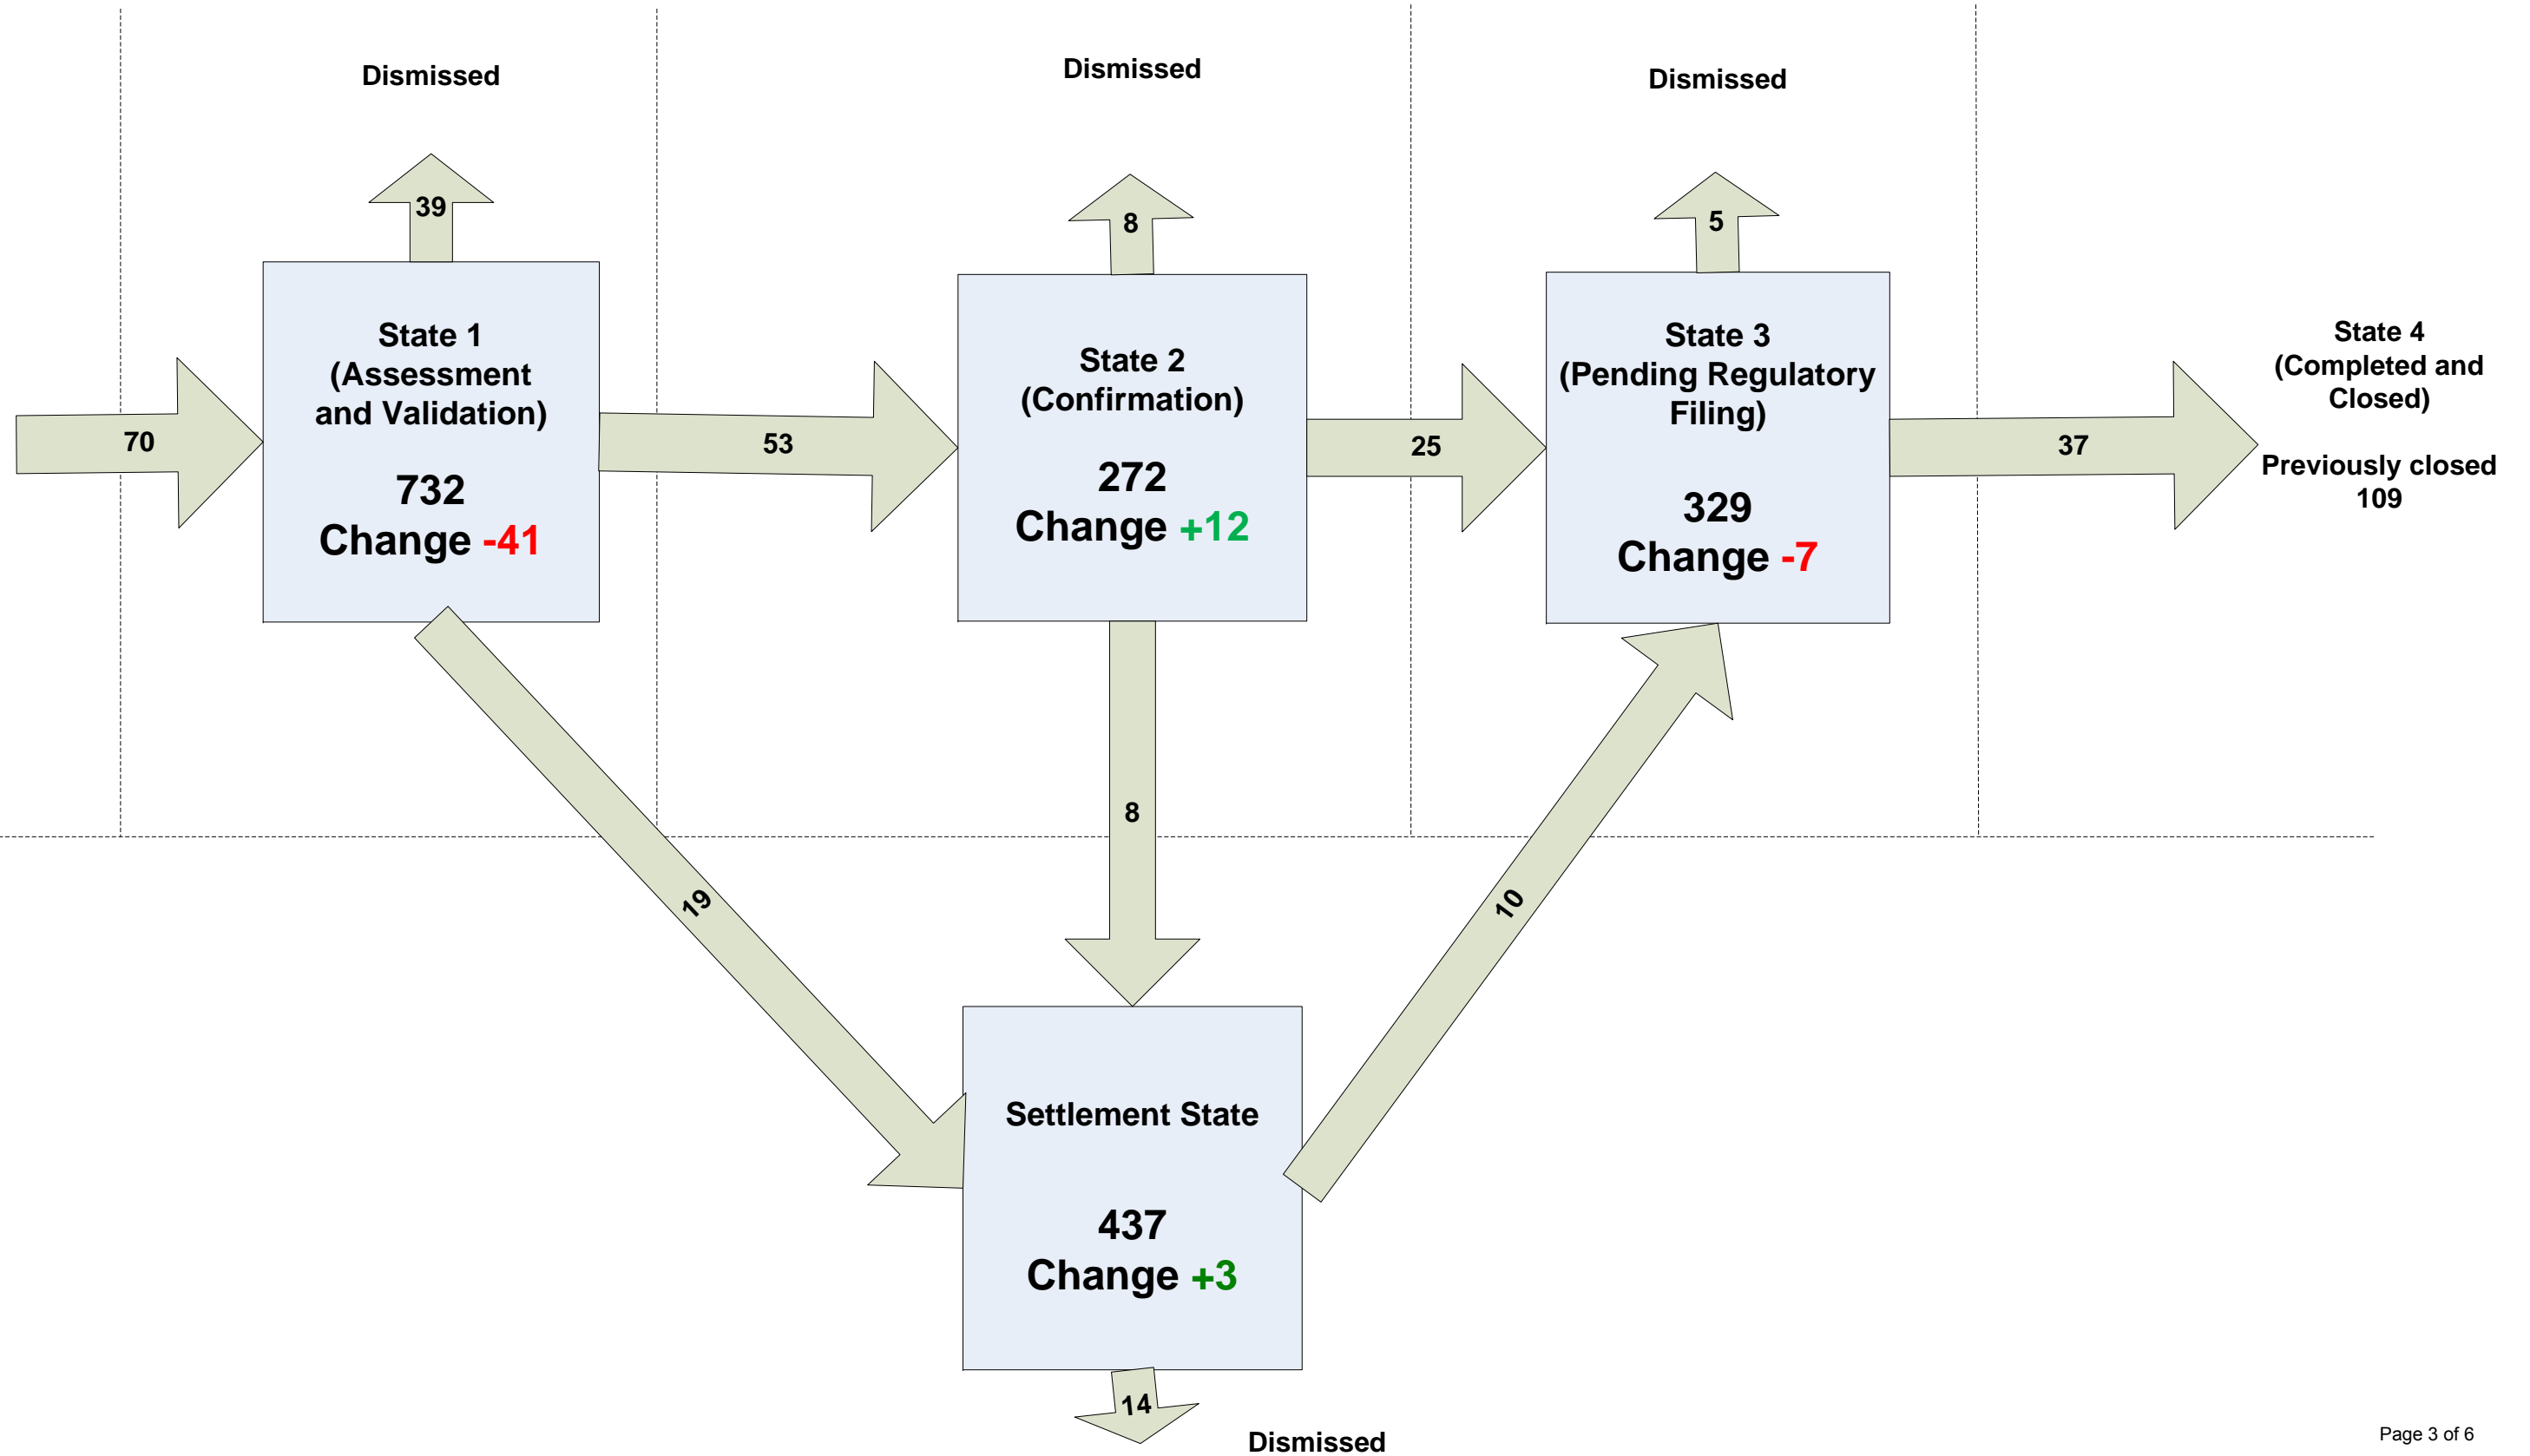 Dismissed
Dismissed
Dismissed
39
8
5
State 1
(Assessment
and Validation)
732
Change -41
State 2
(Confirmation)
272
Change +12
State 3
(Pending Regulatory
Filing)
329
Change -7
State 4
(Completed and
Closed)
Previously closed
109
70
53
25
37
8
19
10
Settlement State
437
Change +3
14
Dismissed
Page 3 of 6